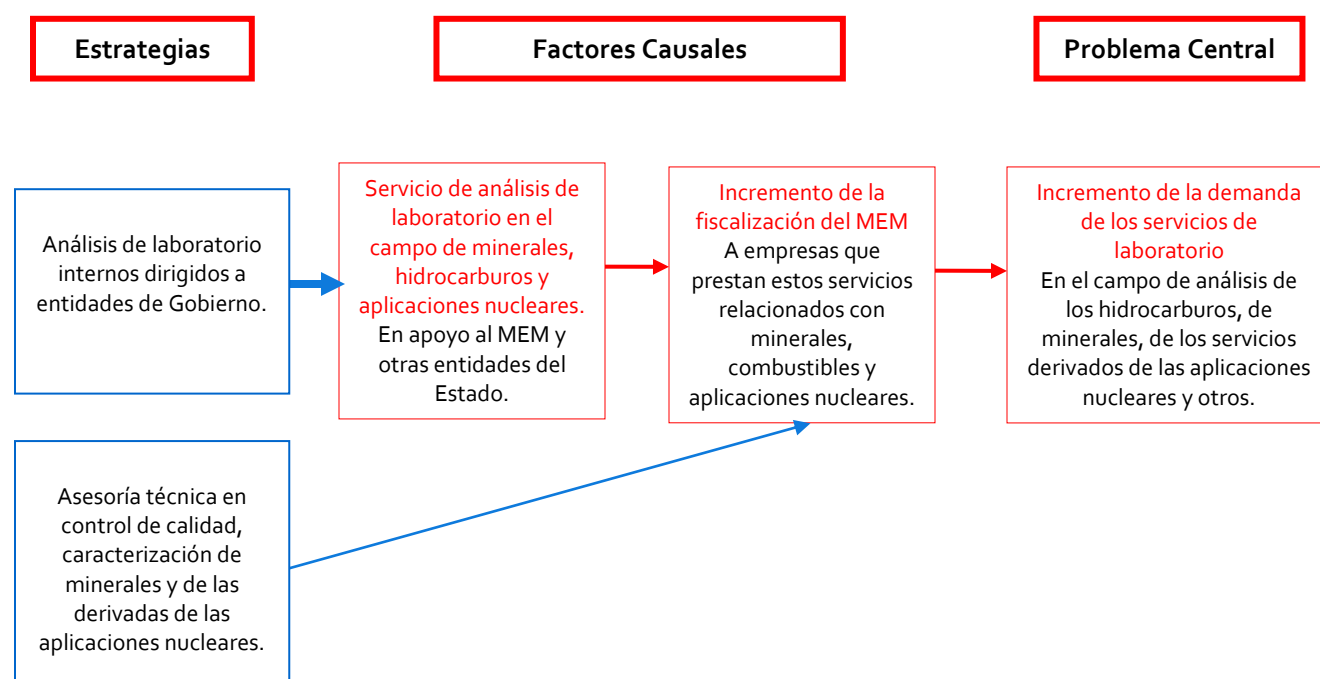 Estrategias
Factores Causales
Problema Central
Análisis de laboratorio
internos dirigidos a
entidades de Gobierno.
Servicio de análisis de
laboratorio en el
campo de minerales,
hidrocarburos y
aplicaciones nucleares.
En apoyo al MEM y
otras entidades del
Estado.
Incremento de la
fiscalización del MEM
A empresas que
prestan estos servicios
relacionados con
minerales,
combustibles y
aplicaciones nucleares.
Incremento de la demanda
de los servicios de
laboratorio
En el campo de análisis de
los hidrocarburos, de
minerales, de los servicios
derivados de las aplicaciones
nucleares y otros.
Asesoría técnica en
control de calidad,
caracterización de
minerales y de las
derivadas de las
aplicaciones nucleares.